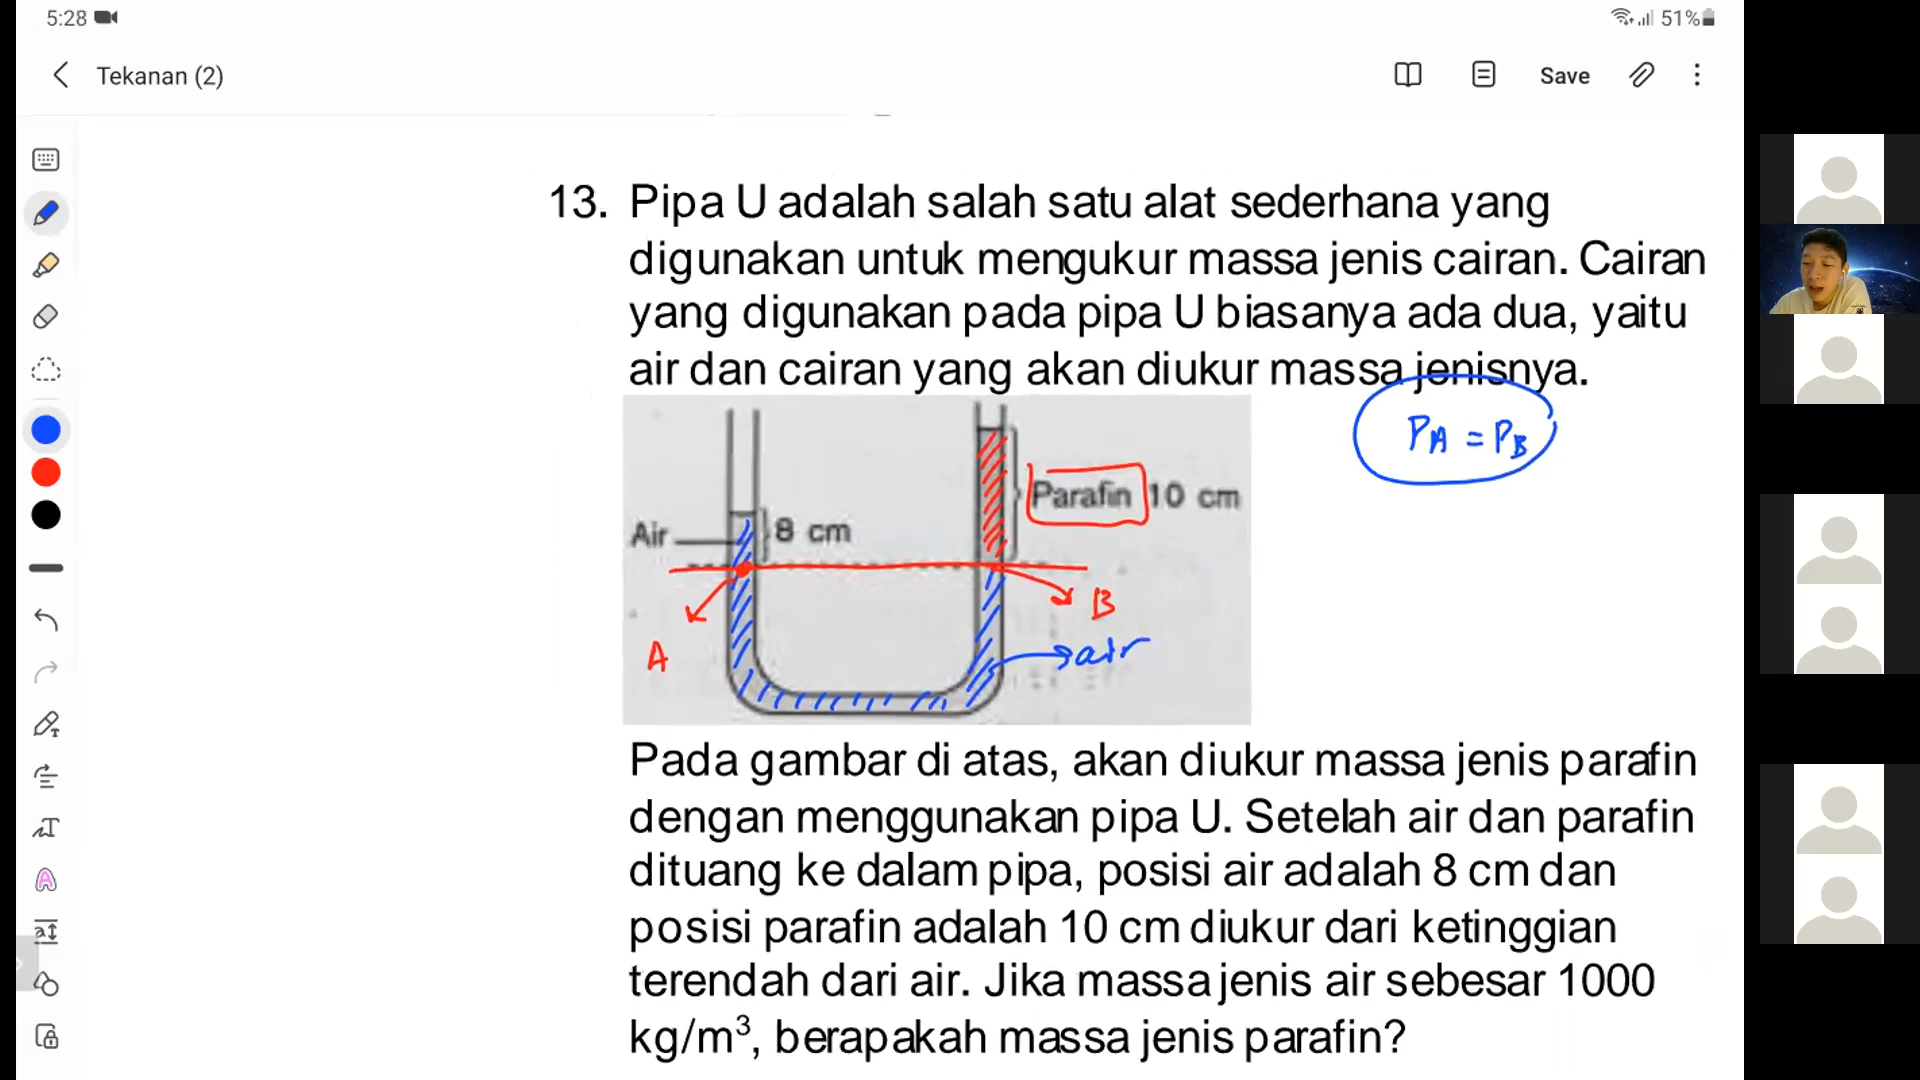 5:28
51%
Tekanan (2)
Save
13. Pipa U adalah salah satu alat sederhana yang
digunakan untuk mengukur massa jenis cairan. Cairan
yang digunakan pada pipa U biasanya ada dua, yaitu
air dan cairan yang akan diukur massa jenisnya.
PA = PB
Parafin 10 cm
Air
8 cm
B
A
air
Pada gambar di atas, akan diukur massa jenis parafin
dengan menggunakan pipa U. Setelah air dan parafin
dituang ke dalam pipa, posisi air adalah 8 cm dan
posisi parafin adalah 10 cm diukur dari ketinggian
terendah dari air. Jika massa jenis air sebesar 1000
kg/m³, berapakah massa jenis parafin?